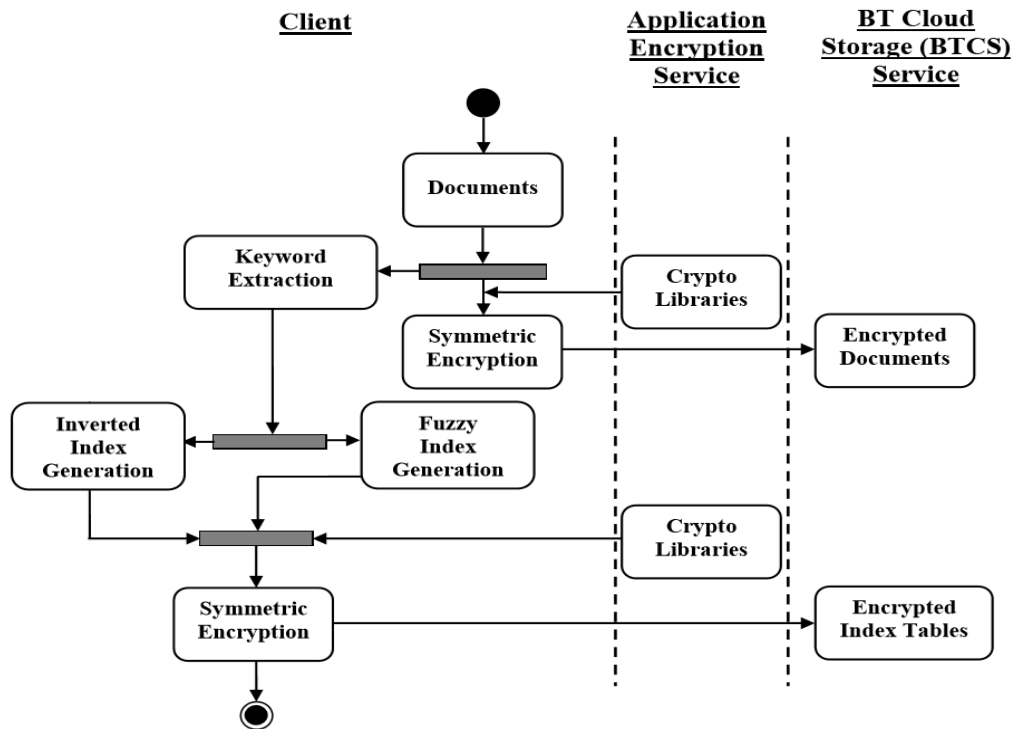 Client
Application
Encryption
Service
BT Cloud
Storage (BTCS)
Service
Documents
Keyword
Extraction
Crypto
Libraries
Symmetric
Encryption
Encrypted
Documents
Inverted
Index
Generation
Fuzzy
Index
Generation
Crypto
Libraries
Symmetric
Encryption
Encrypted
Index Tables